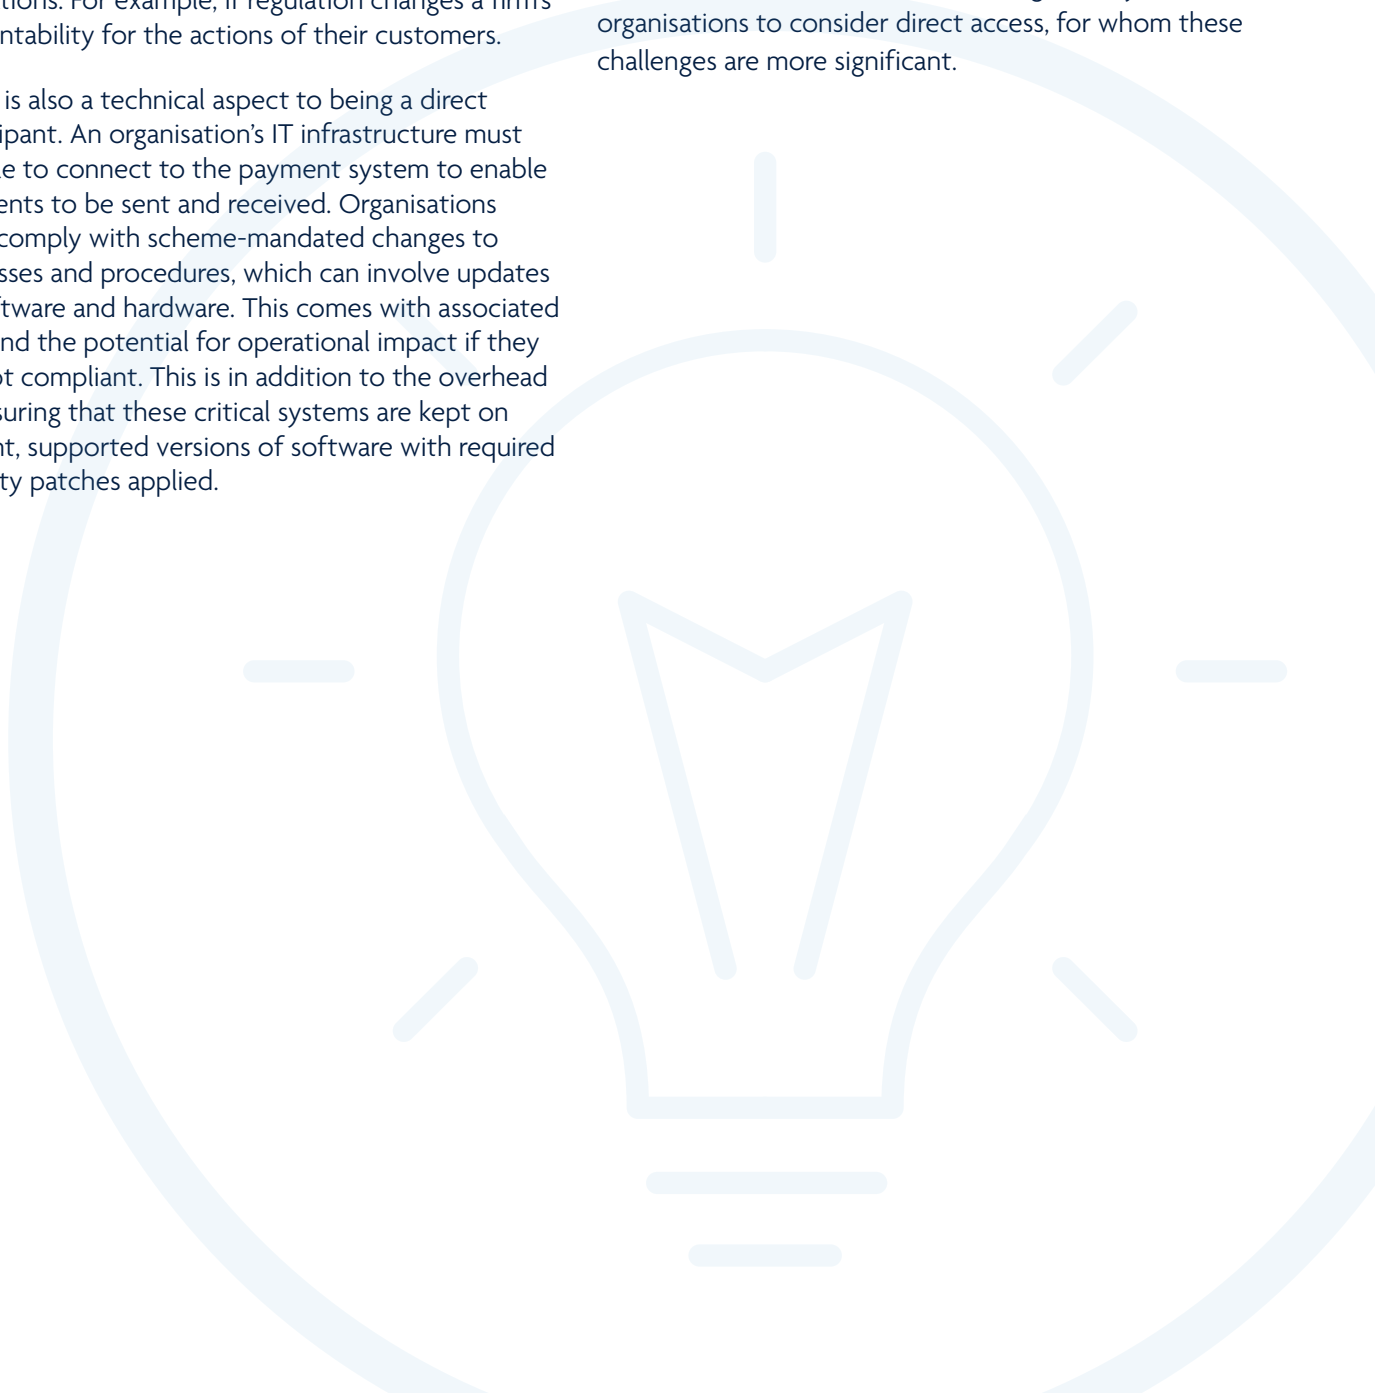 tions. For example, if regulation changes a firm's
ntability for the actions of their customers.
is also a technical aspect to being a direct
ipant. An organisation’s IT infrastructure must
e to connect to the payment system to enable
ents to be sent and received. Organisations
comply with scheme-mandated changes to
sses and procedures, which can involve updates
tware and hardware. This comes with associated
nd the potential for operational impact if they
ot compliant. This is in addition to the overhead
suring that these critical systems are kept on
nt, supported versions of software with required
ty patches applied.
organisations to consider direct access, for whom these
challenges are more significant.